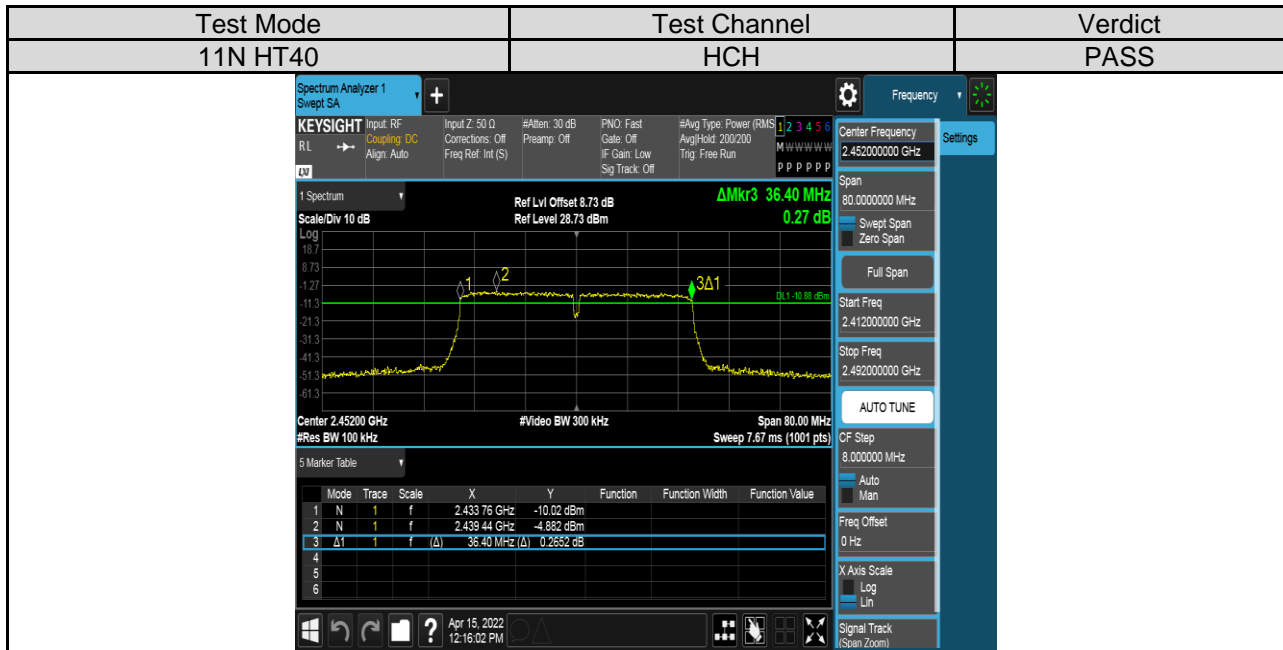 Test Mode Test Channel Verdict
11N HT40 HCH PASS
Spectrum Analyzer 1
Swept SA
+
Frequency
KEYSIGHT
RL
LXI
Input: RF
Coupling: DC
Align: Auto
Input Z: 50 Ω
Corrections: Off
Freq Ref: Int (S)
#Atten: 30 dB
Preamp: Off
PNO: Fast
Gate: Off
IF Gain: Low
Sig Track: Off
#Avg Type: Power (RMS
Avg|Hold: 200/200
Trig: Free Run
1 2 3 4 5 6
M W W W W W
P P P P P P
Center Frequency
2.452000000 GHz
Settings
Span
80.0000000 MHz
Swept Span
Zero Span
Full Span
Start Freq
2.412000000 GHz
Stop Freq
2.492000000 GHz
AUTO TUNE
CF Step
8.000000 MHz
Auto
Man
Freq Offset
0 Hz
X Axis Scale
Log
Lin
Signal Track
(Span Zoom)
1 Spectrum
Scale/Div 10 dB
Ref Lvl Offset 8.73 dB
Ref Level 28.73 dBm
ΔMkr3 36.40 MHz
0.27 dB
Log
18.7
8.73
-1.27
-11.3
-21.3
-31.3
-41.3
-51.3
-61.3
1
2
3Δ1
DL1 -10.88 dBm
Center 2.45200 GHz
#Video BW 300 kHz
Span 80.00 MHz
#Res BW 100 kHz
Sweep 7.67 ms (1001 pts)
5 Marker Table
Mode Trace Scale X Y Function Function Width Function Value
1 N 1 f 2.433 76 GHz -10.02 dBm
2 N 1 f 2.439 44 GHz -4.882 dBm
3 Δ1 1 f (Δ) 36.40 MHz (Δ) 0.2652 dB
4
5
6
?
Apr 15, 2022
12:16:02 PM